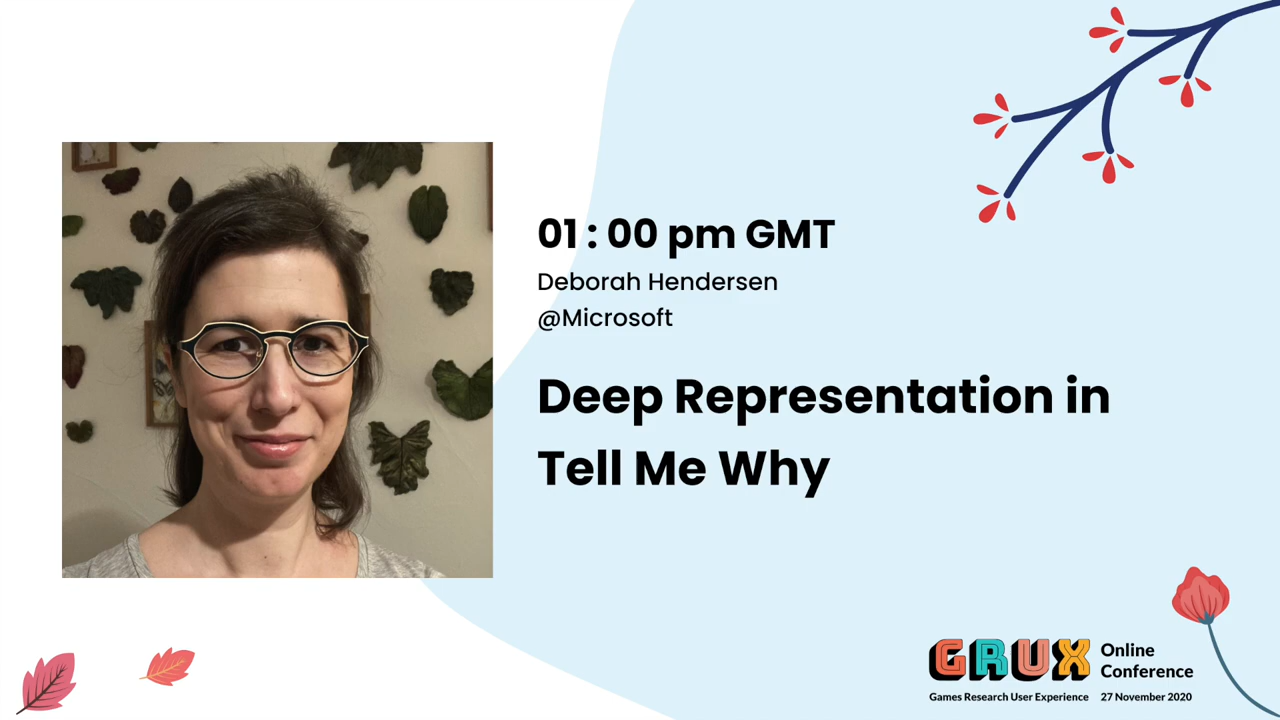 01 : 00 pm GMT
Deborah Hendersen
@Microsoft
Deep Representation in
Tell Me Why
GRUX
Online
Conference
Games Research User Experience
27 November 2020